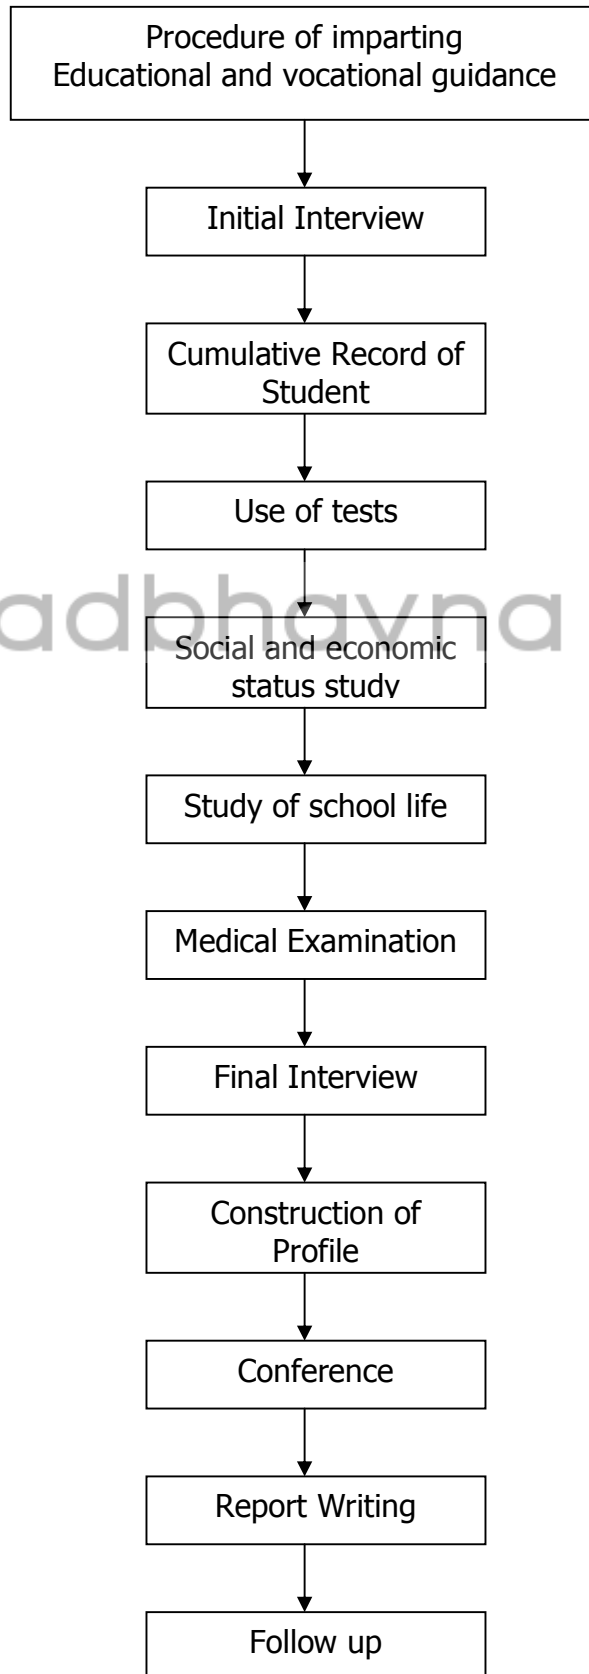 Procedure of imparting
Educational and vocational guidance
Initial Interview
Cumulative Record of
Student
Use of tests
adbhavna
Social and economic
status study
Study of school life
Medical Examination
Final Interview
Construction of
Profile
Conference
Report Writing
Follow up